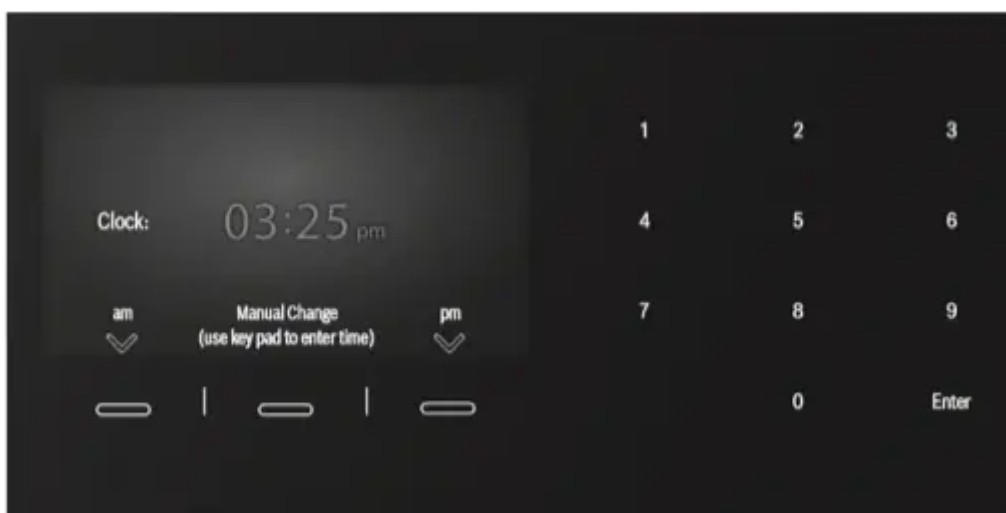 1 2 3
Clock: 03:25 pm
4 5 6
am Manual Change pm
(use key pad to enter time)
7 8 9
0 Enter